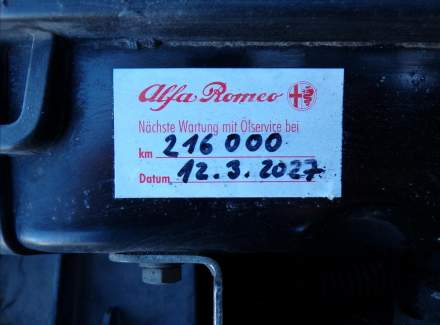 Alfa Romeo
Nächste Wartung mit Ölservice bei
km 216 000
Datum 12.3.2027